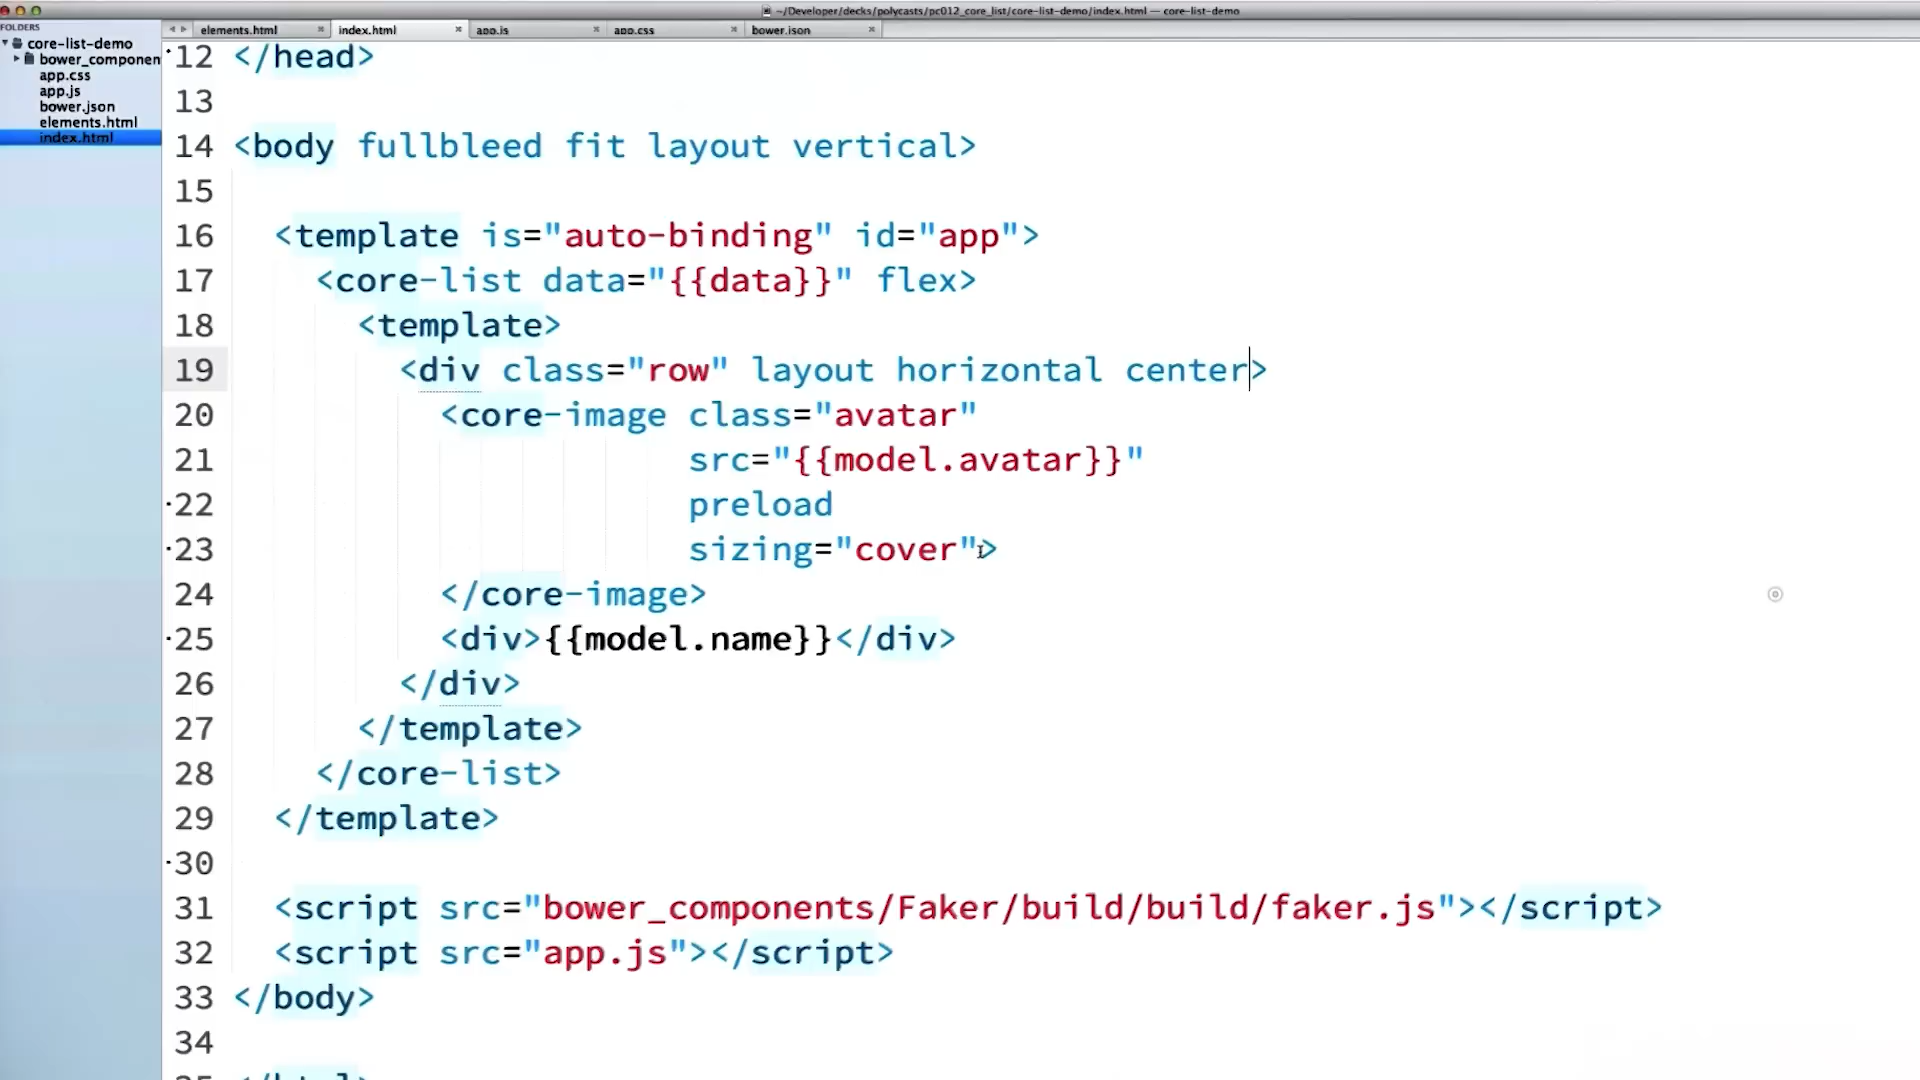 ~/Developer/decks/polycasts/pc012_core_list/core-list-demo/index.html — core-list-demo
FOLDERS
core-list-demo
bower_componen
app.css
app.js
bower.json
elements.html
index.html
elements.html
index.html
app.js
app.css
bower.json
12 </head>
13
14 <body fullbleed fit layout vertical>
15
16 <template is="auto-binding" id="app">
17 <core-list data="{{data}}" flex>
18 <template>
19 <div class="row" layout horizontal center>
20 <core-image class="avatar"
21 src="{{model.avatar}}"
22 preload
23 sizing="cover">
24 </core-image>
25 <div>{{model.name}}</div>
26 </div>
27 </template>
28 </core-list>
29 </template>
30
31 <script src="bower_components/Faker/build/build/faker.js"></script>
32 <script src="app.js"></script>
33 </body>
34
35 </html>